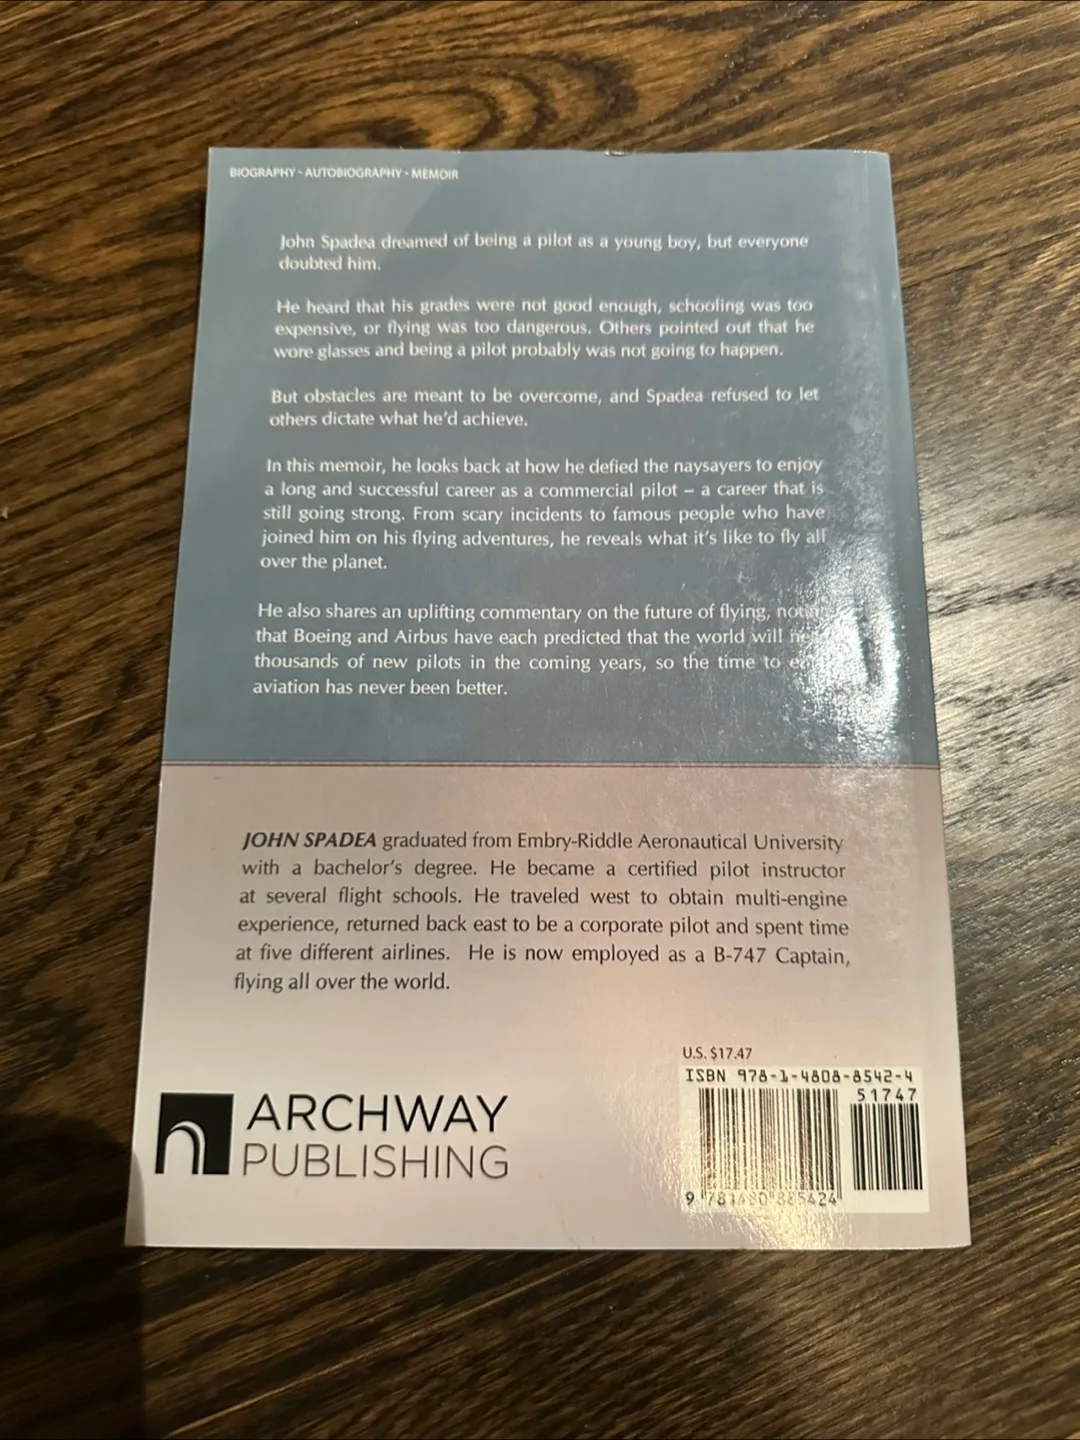 BIOGRAPHY • AUTOBIOGRAPHY • MEMOIR
John Spadea dreamed of being a pilot as a young boy, but everyone
doubted him.
He heard that his grades were not good enough, schooling was too
expensive, or flying was too dangerous. Others pointed out that he
wore glasses and being a pilot probably was not going to happen.
But obstacles are meant to be overcome, and Spadea refused to let
others dictate what he'd achieve.
In this memoir, he looks back at how he defied the naysayers to enjoy
a long and successful career as a commercial pilot – a career that is
still going strong. From scary incidents to famous people who have
joined him on his flying adventures, he reveals what it's like to fly all
over the planet.
He also shares an uplifting commentary on the future of flying,
that Boeing and Airbus have each predicted that the world will
thousands of new pilots in the coming years, so the time to
aviation has never been better.
JOHN SPADEA graduated from Embry-Riddle Aeronautical University
with a bachelor's degree. He became a certified pilot instructor
at several flight schools. He traveled west to obtain multi-engine
experience, returned back east to be a corporate pilot and spent time
at five different airlines. He is now employed as a B-747 Captain,
flying all over the world.
U.S. $17.47
ISBN 978-1-4808-8542-4
51747
9 781480 885424
ARCHWAY
PUBLISHING